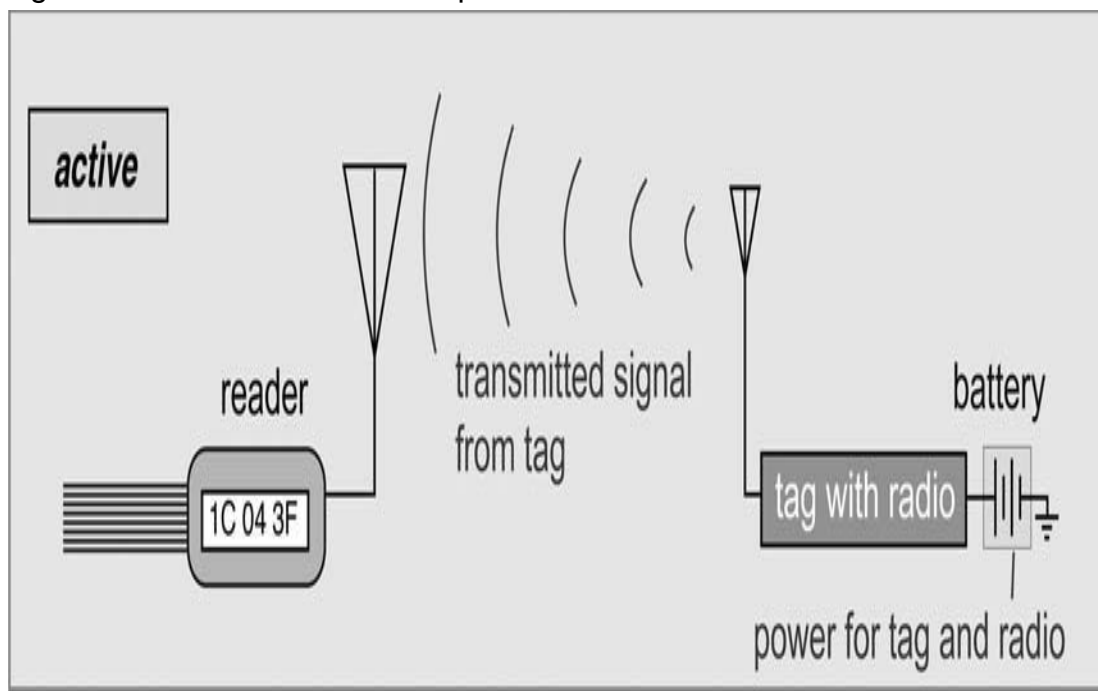 active
reader
1C 04 3F
transmitted signal
from tag
battery
tag with radio
power for tag and radio